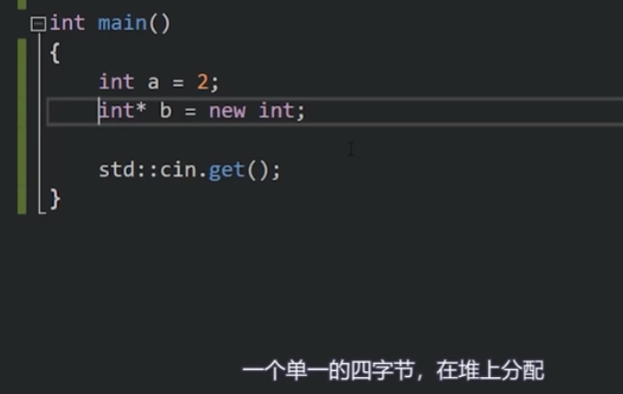 int main()
{
    int a = 2;
    int* b = new int;
    std::cin.get();
}
一个单一的四字节，在堆上分配